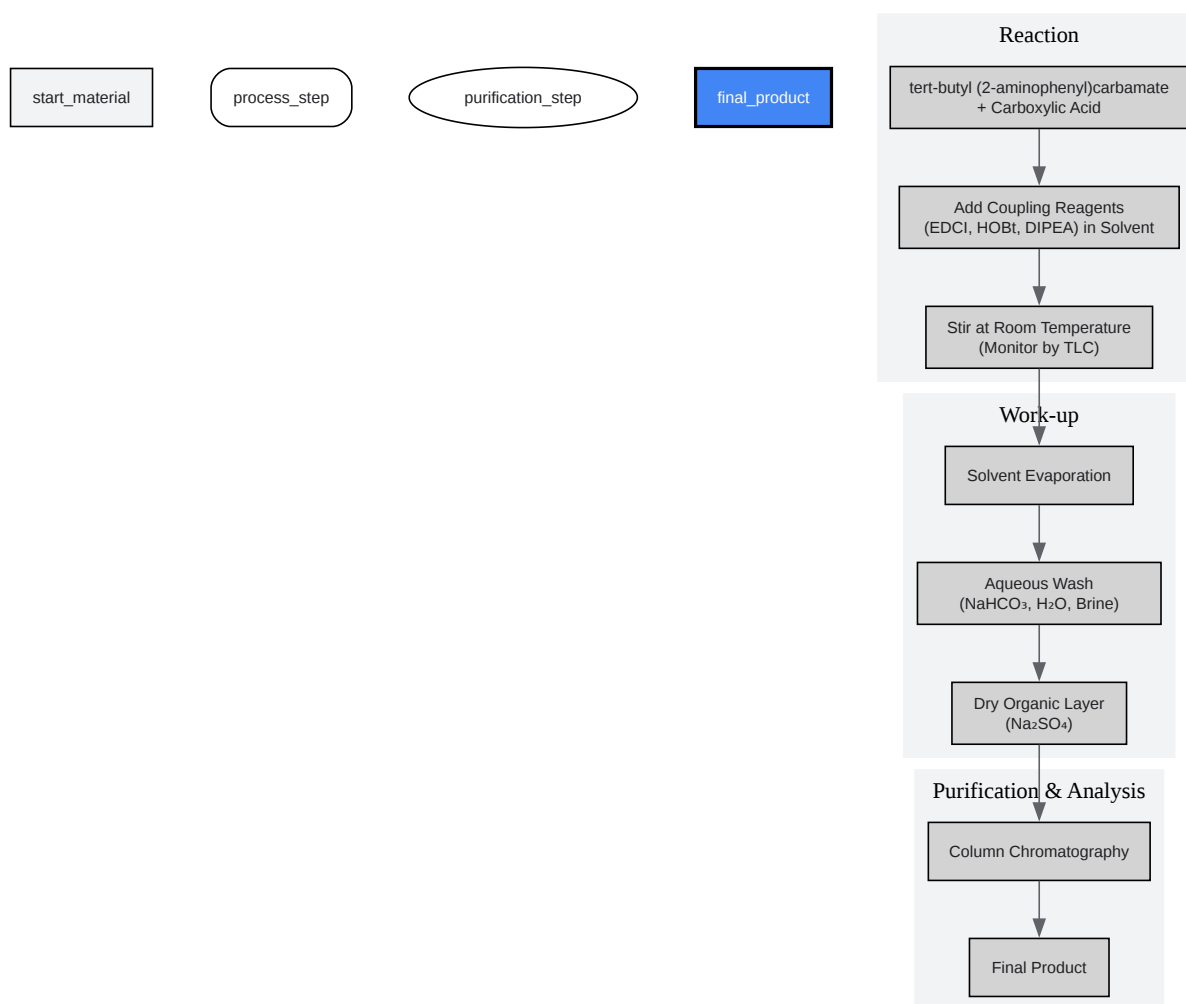 start_material
process_step
purification_step
final_product
Reaction
tert-butyl (2-aminophenyl)carbamate
+ Carboxylic Acid
Add Coupling Reagents
(EDCI, HOBt, DIPEA) in Solvent
Stir at Room Temperature
(Monitor by TLC)
Work-up
Solvent Evaporation
Aqueous Wash
(NaHCO₃, H₂O, Brine)
Dry Organic Layer
(Na₂SO₄)
Purification & Analysis
Column Chromatography
Final Product